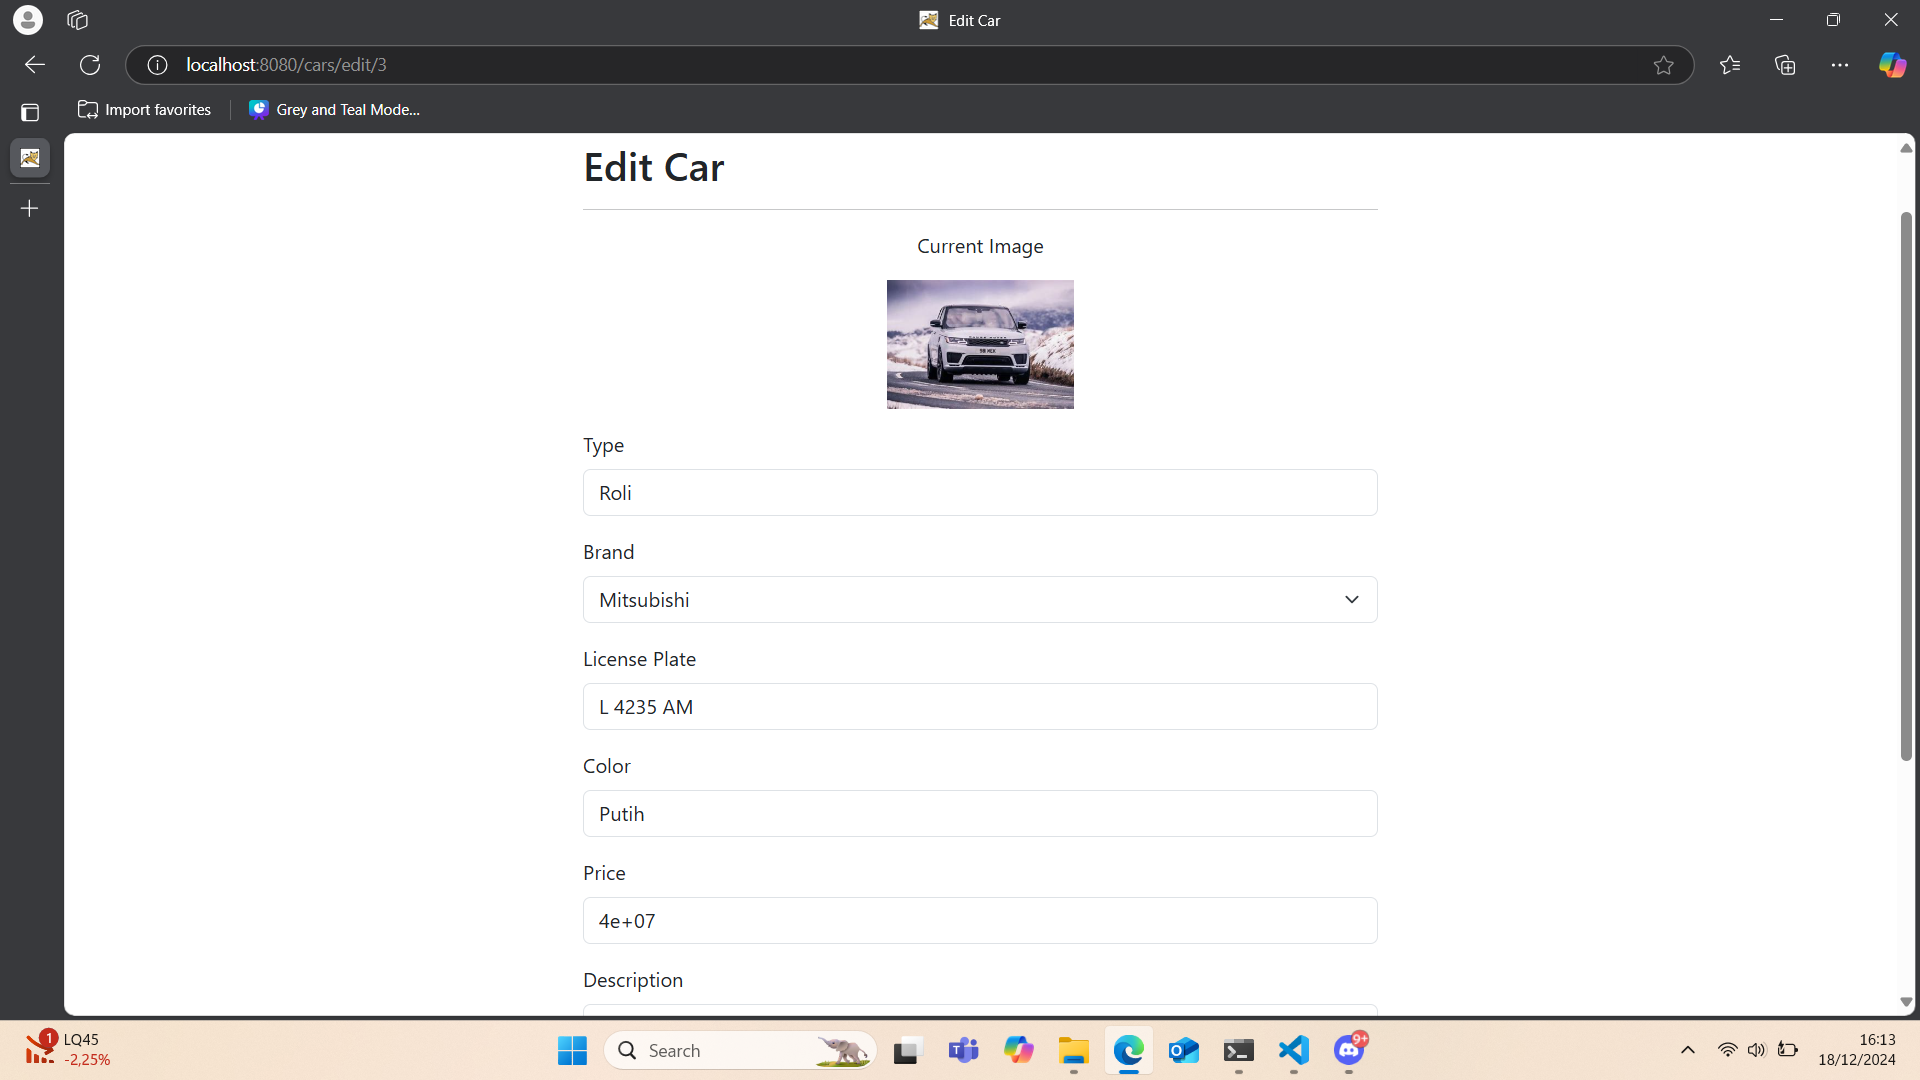 Edit Car
localhost:8080/cars/edit/3
Import favorites
Grey and Teal Mode...
Edit Car
Current Image
Type
Roli
Brand
Mitsubishi
License Plate
L 4235 AM
Color
Putih
Price
4e+07
Description
1
LQ45
-2,25%
Search
9+
16:13
18/12/2024